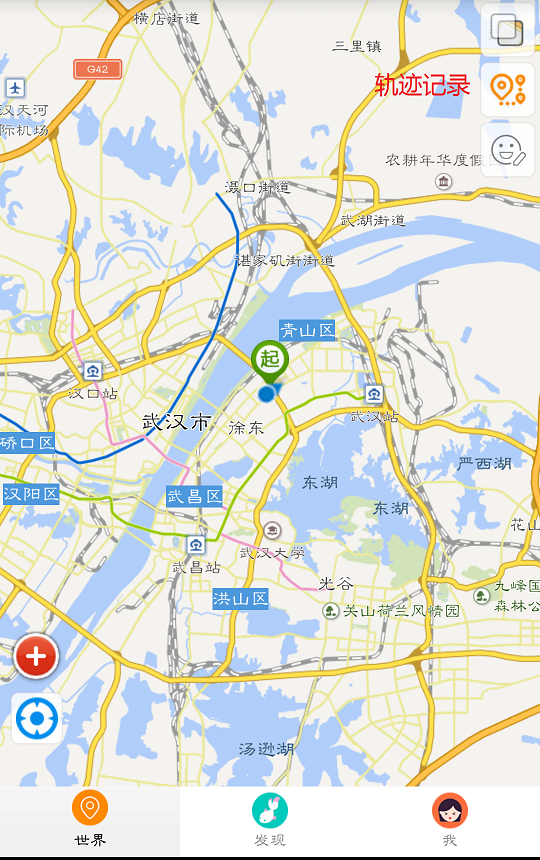 横店街道
三里镇
G42
轨迹记录
汉天河
际机场
农耕年华度假
滠口街道
武湖街道
谌家矶街街道
青山区
起
汉口站
武汉站
武汉市
徐东
硚口区
严西湖
东湖
汉阳区
武昌区
东湖
花山
武汉大学
武昌站
光谷
九峰国
森林公
洪山区
关山荷兰风情园
汤逊湖
世界
发现
我